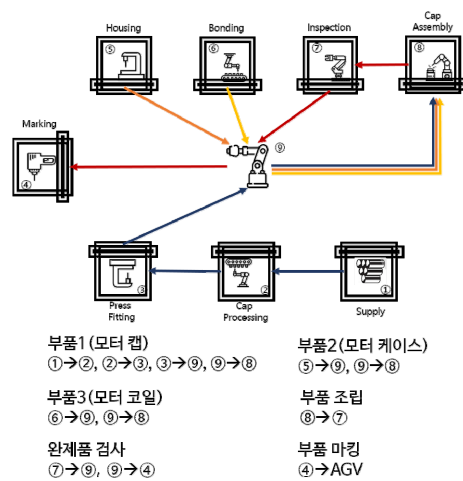 Housing
Bonding
Inspection
Cap
Assembly
⑤
⑥
⑦
⑧
Marking
⑨
④
③
②
①
Press
Fitting
Cap
Processing
Supply
부품1(모터 캡)
①→②, ②→③, ③→⑨, ⑨→⑧
부품2(모터 케이스)
⑤→⑨, ⑨→⑧
부품3(모터 코일)
⑥→⑨, ⑨→⑧
부품 조립
⑧→⑦
완제품 검사
⑦→⑨, ⑨→④
부품 마킹
④→AGV